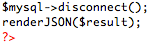 $mysql->disconnect();
renderJSON($result);
?>